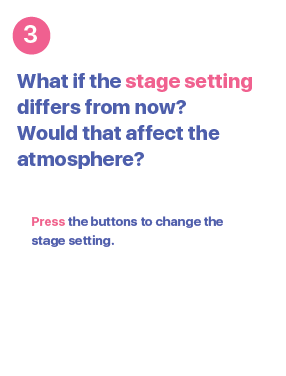 3
What if the stage setting
differs from now?
Would that affect the
atmosphere?
Press the buttons to change the
stage setting.